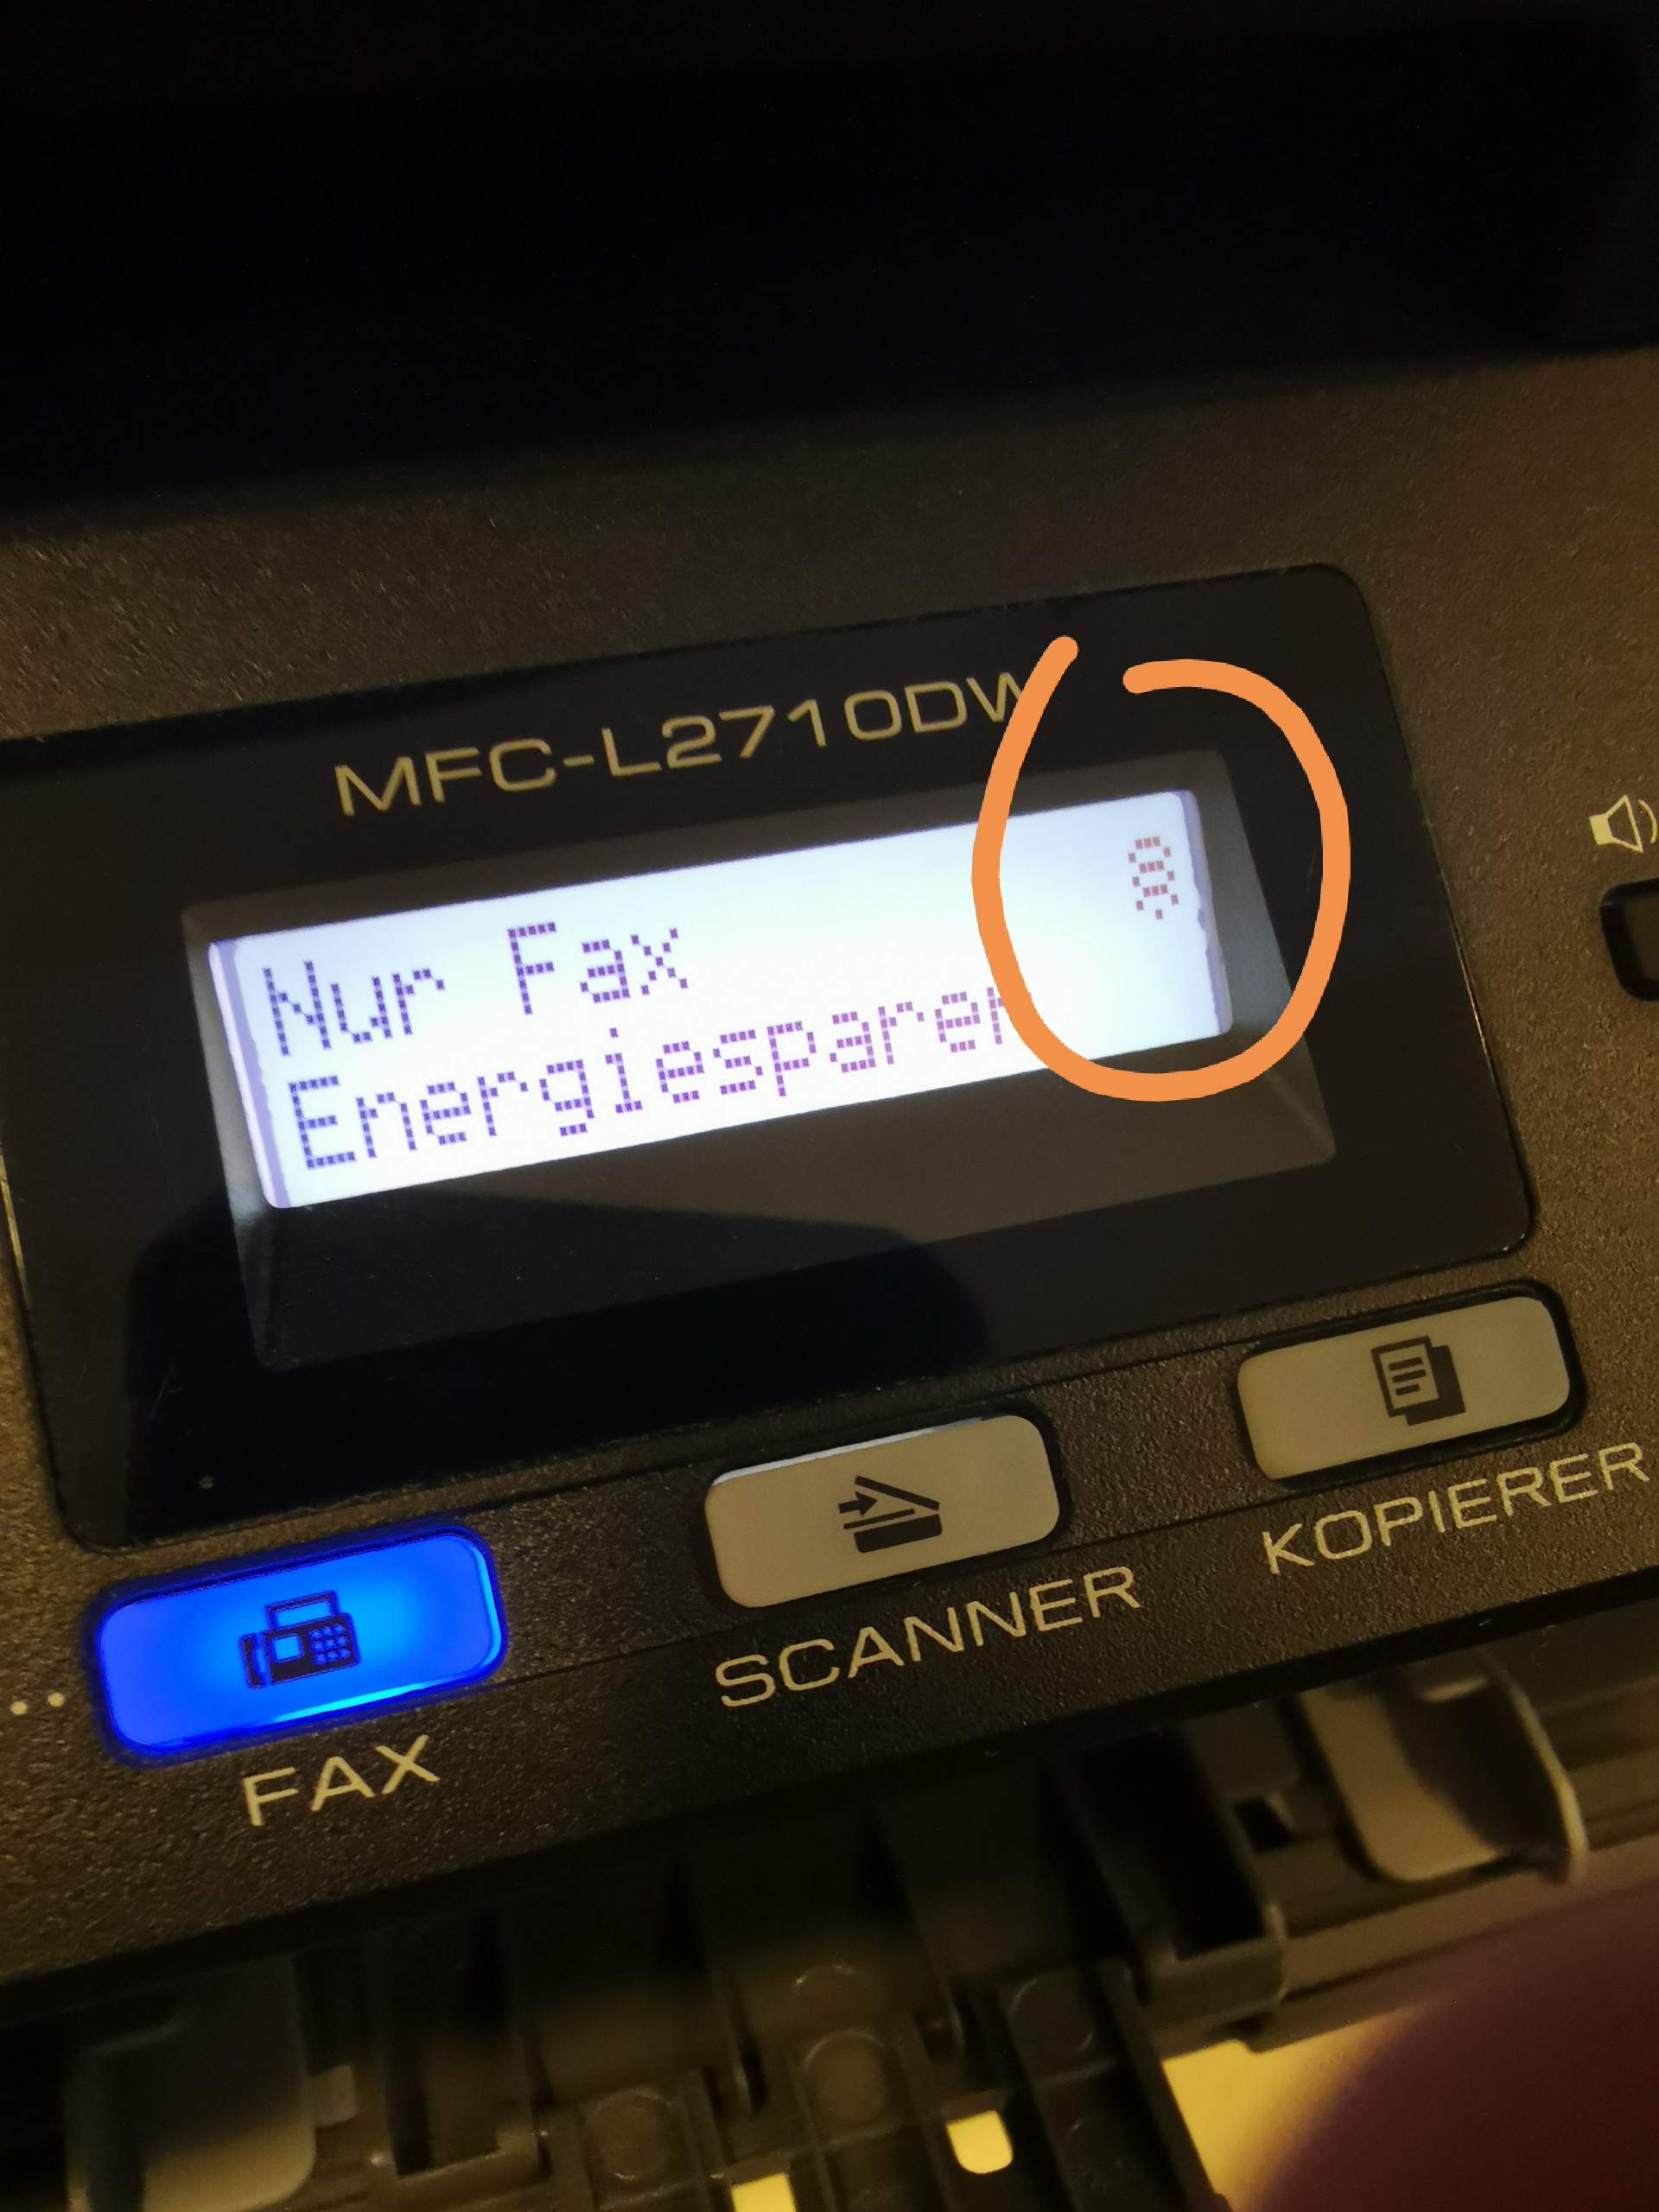 MFC-L2710DW
Nur Fax
Energiesparen
FAX
SCANNER
KOPIERER